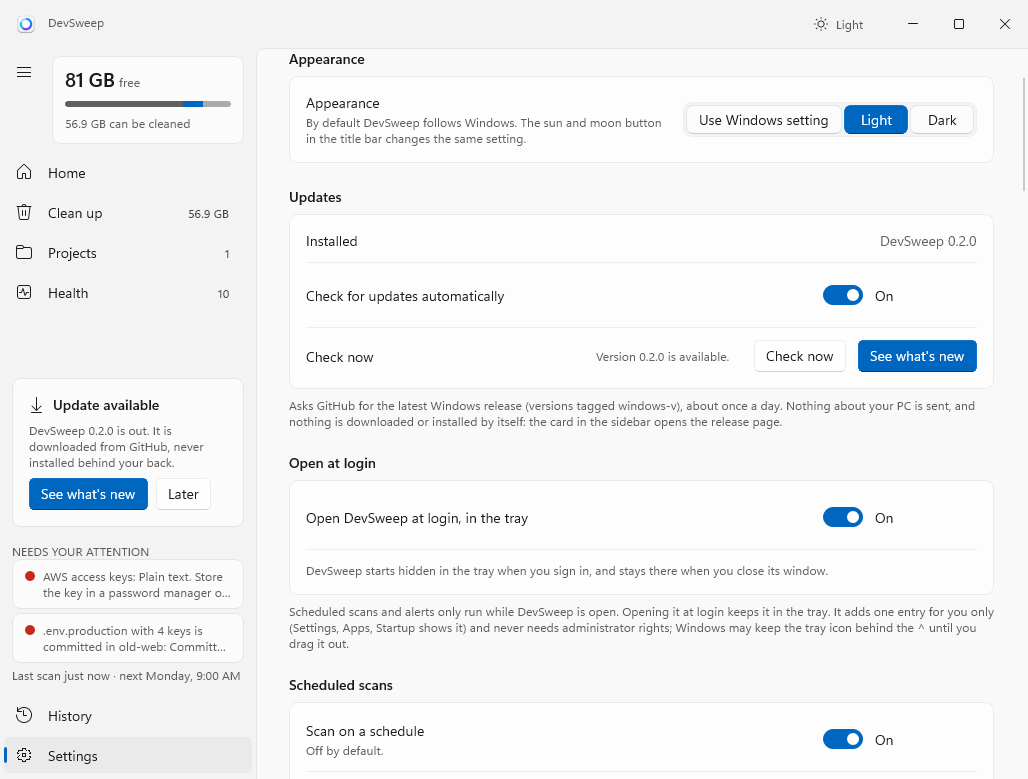 DevSweep
Light
81 GB free
56.9 GB can be cleaned
Home
Clean up 56.9 GB
Projects 1
Health 10
Update available
DevSweep 0.2.0 is out. It is
downloaded from GitHub, never
installed behind your back.
See what's new Later
NEEDS YOUR ATTENTION
AWS access keys: Plain text. Store
the key in a password manager o...
.env.production with 4 keys is
committed in old-web: Committ...
Last scan just now · next Monday, 9:00 AM
History
Settings
Appearance
Appearance
By default DevSweep follows Windows. The sun and moon button
in the title bar changes the same setting.
Use Windows setting Light Dark
Updates
Installed DevSweep 0.2.0
Check for updates automatically On
Check now Version 0.2.0 is available. Check now See what's new
Asks GitHub for the latest Windows release (versions tagged windows-v), about once a day. Nothing about your PC is sent, and
nothing is downloaded or installed by itself: the card in the sidebar opens the release page.
Open at login
Open DevSweep at login, in the tray On
DevSweep starts hidden in the tray when you sign in, and stays there when you close its window.
Scheduled scans and alerts only run while DevSweep is open. Opening it at login keeps it in the tray. It adds one entry for you only
(Settings, Apps, Startup shows it) and never needs administrator rights; Windows may keep the tray icon behind the ^ until you
drag it out.
Scheduled scans
Scan on a schedule On
Off by default.